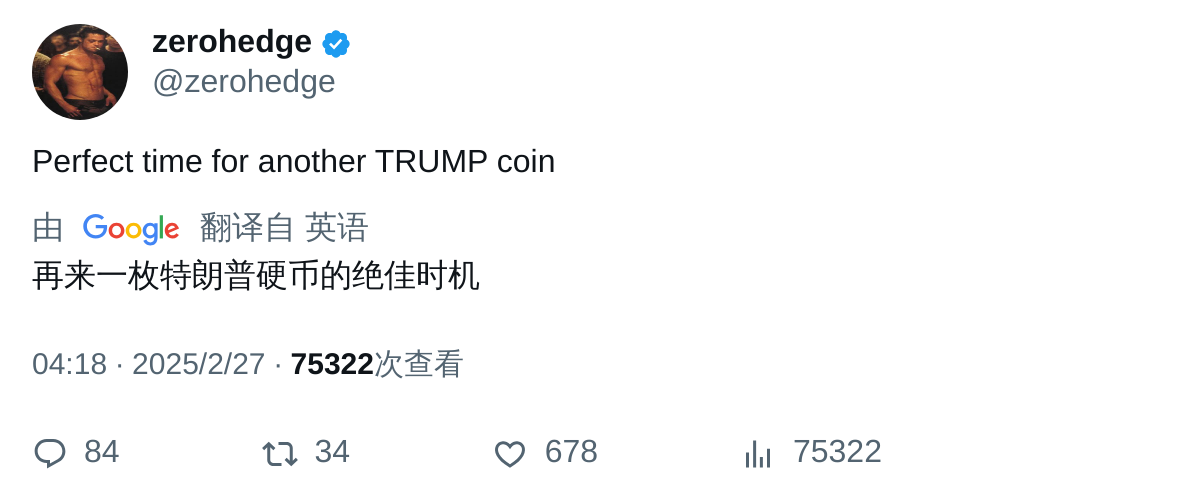 zerohedge
@zerohedge
Perfect time for another TRUMP coin
由 Google 翻译自 英语
再来一枚特朗普硬币的绝佳时机
04:18 · 2025/2/27 · 75322次查看
84 34 678 75322